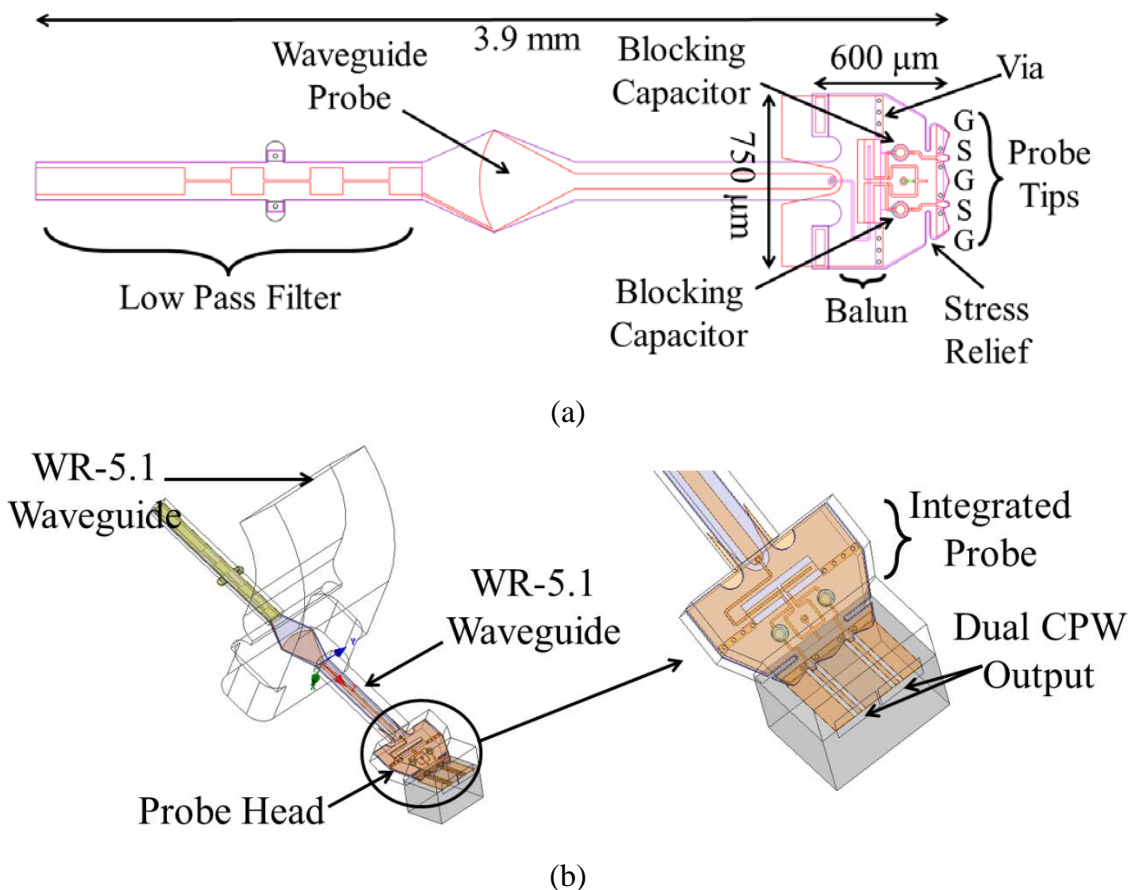 3.9 mm
Waveguide
Probe
Blocking
Capacitor
600 μm
Via
750 μm
G
S
G
S
G
Probe
Tips
Low Pass Filter
Blocking
Capacitor
Balun
Stress
Relief
(a)
WR-5.1
Waveguide
WR-5.1
Waveguide
Probe Head
Integrated
Probe
Dual CPW
Output
(b)